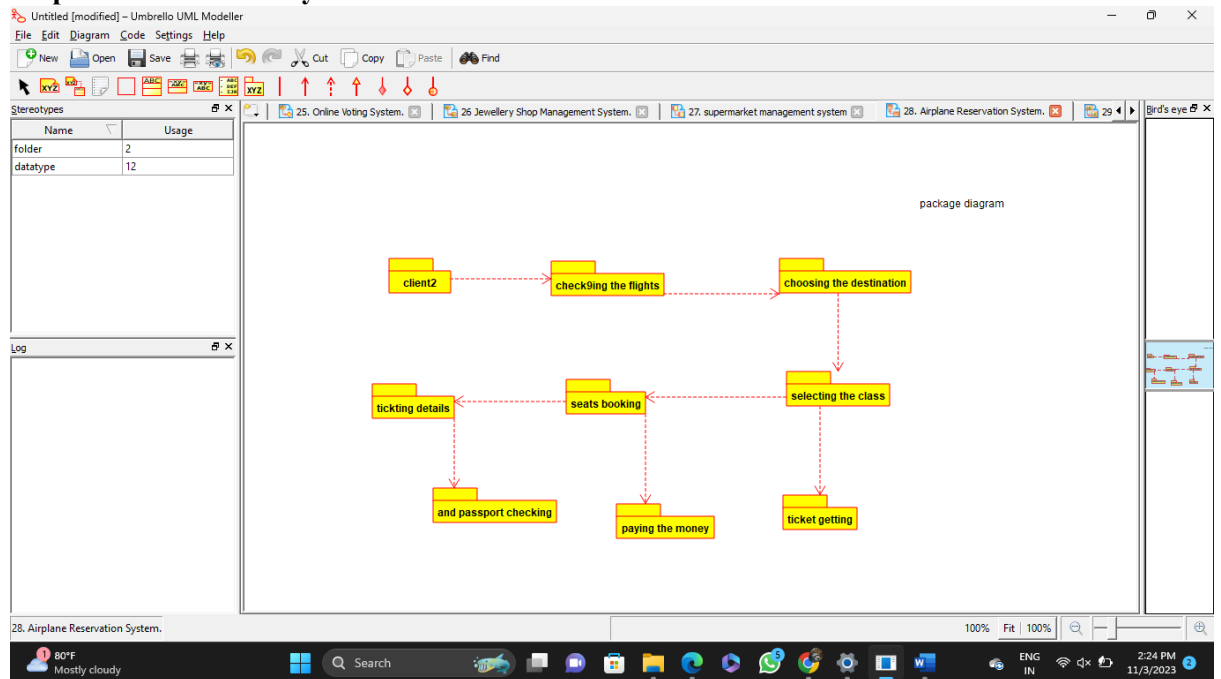 Untitled [modified] – Umbrello UML Modeller
File Edit Diagram Code Settings Help
New Open Save Cut Copy Paste Find
Stereotypes
25. Online Voting System.
26 Jewellery Shop Management System.
27. supermarket management system
28. Airplane Reservation System.
29
Bird's eye
Name Usage
folder 2
datatype 12
package diagram
client2
check9ing the flights
choosing the destination
Log
tickting details
seats booking
selecting the class
and passport checking
paying the money
ticket getting
28. Airplane Reservation System.
100% Fit 100%
80°F
Mostly cloudy
Search
ENG
IN
2:24 PM
11/3/2023